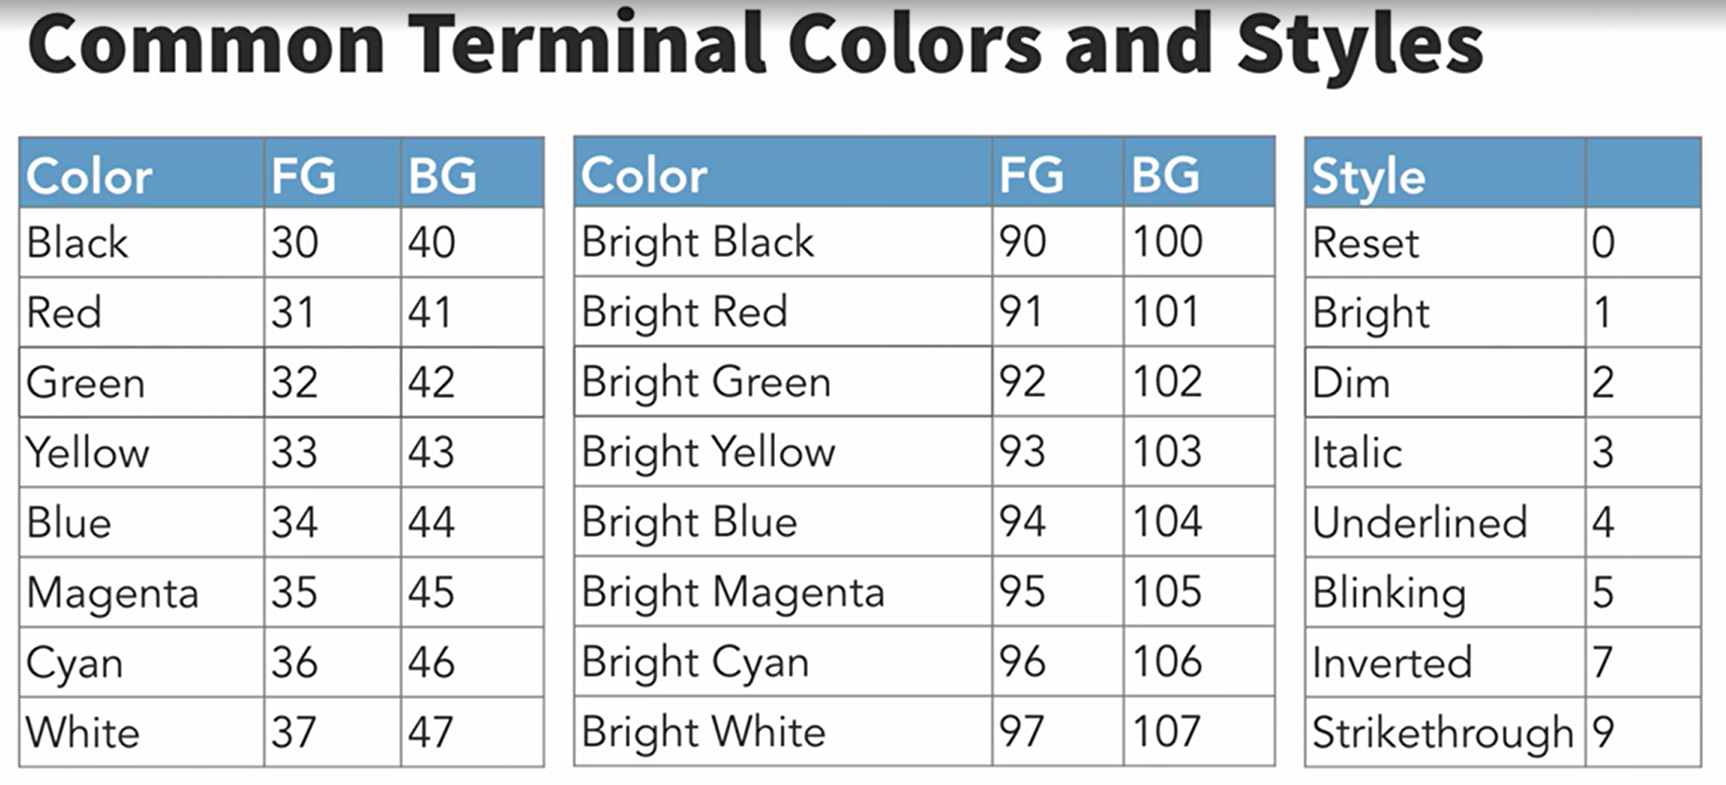 Common Terminal Colors and Styles
Color FG BG
Black 30 40
Red 31 41
Green 32 42
Yellow 33 43
Blue 34 44
Magenta 35 45
Cyan 36 46
White 37 47
Color FG BG
Bright Black 90 100
Bright Red 91 101
Bright Green 92 102
Bright Yellow 93 103
Bright Blue 94 104
Bright Magenta 95 105
Bright Cyan 96 106
Bright White 97 107
Style
Reset 0
Bright 1
Dim 2
Italic 3
Underlined 4
Blinking 5
Inverted 7
Strikethrough 9